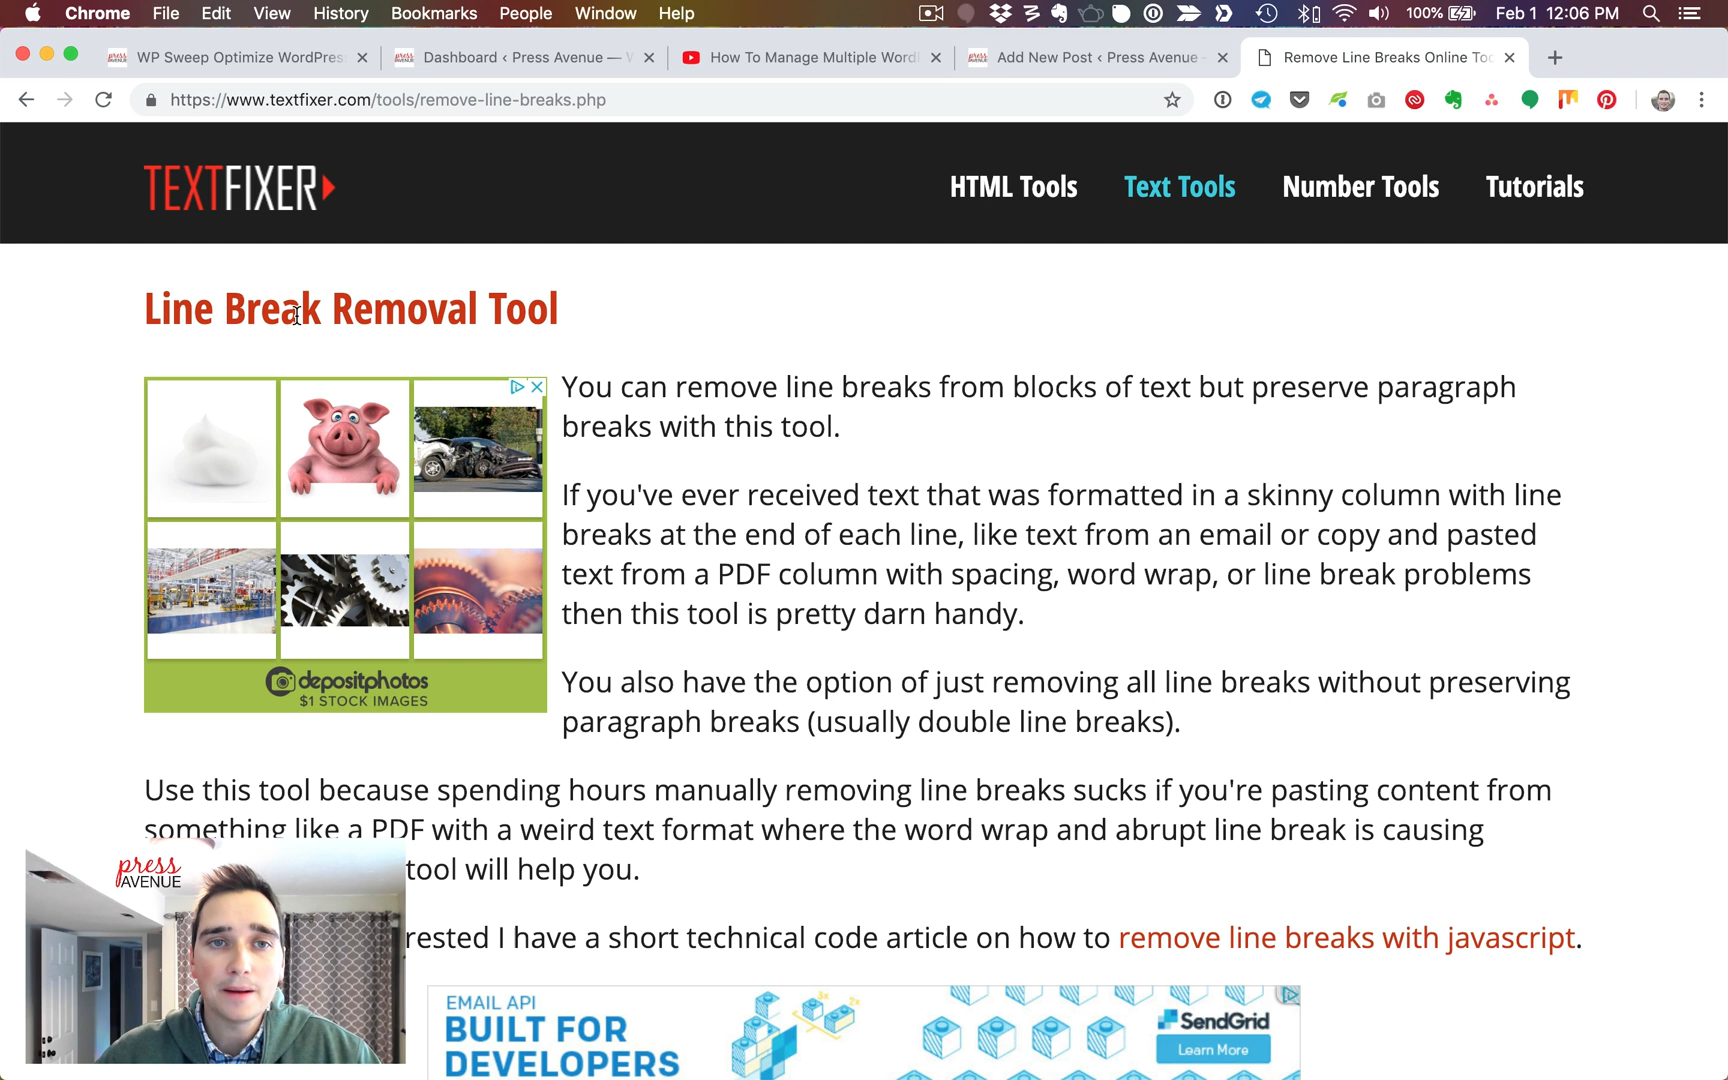 Chrome File Edit View History Bookmarks People Window Help 100% Feb 1 12:06 PM
WP Sweep Optimize WordPress Dashboard ‹ Press Avenue — W How To Manage Multiple Word Add New Post ‹ Press Avenue - Remove Line Breaks Online Too
https://www.textfixer.com/tools/remove-line-breaks.php
TEXTFIXER HTML Tools Text Tools Number Tools Tutorials
Line Break Removal Tool
You can remove line breaks from blocks of text but preserve paragraph
breaks with this tool.
If you've ever received text that was formatted in a skinny column with line
breaks at the end of each line, like text from an email or copy and pasted
text from a PDF column with spacing, word wrap, or line break problems
then this tool is pretty darn handy.
depositphotos
$1 STOCK IMAGES
You also have the option of just removing all line breaks without preserving
paragraph breaks (usually double line breaks).
Use this tool because spending hours manually removing line breaks sucks if you're pasting content from
something like a PDF with a weird text format where the word wrap and abrupt line break is causing
tool will help you.
press
AVENUE
rested I have a short technical code article on how to remove line breaks with javascript.
EMAIL API
BUILT FOR
DEVELOPERS
3x 2x
SendGrid
Learn More